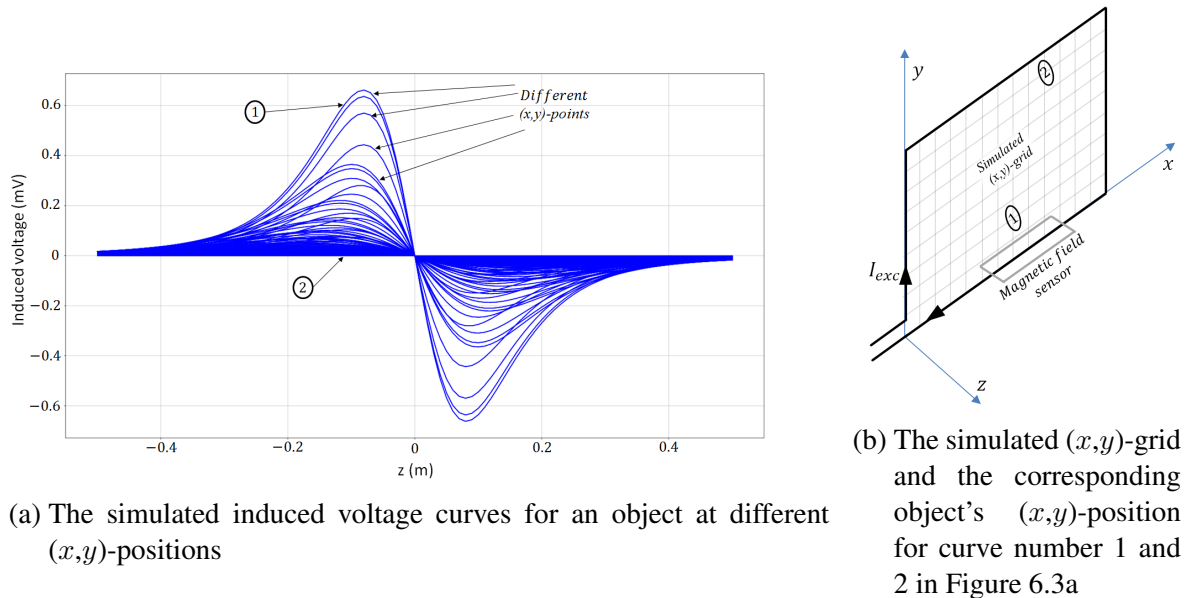 Induced voltage (mV)
0.6
0.4
0.2
0
−0.2
−0.4
−0.6
−0.4
−0.2
0
0.2
0.4
z (m)
1
2
Different
(x,y)-points
(a) The simulated induced voltage curves for an object at different
(x,y)-positions
y
2
Simulated
(x,y)-grid
x
1
I_exc
Magnetic field
sensor
z
(b) The simulated (x,y)-grid
and the corresponding
object's (x,y)-position
for curve number 1 and
2 in Figure 6.3a